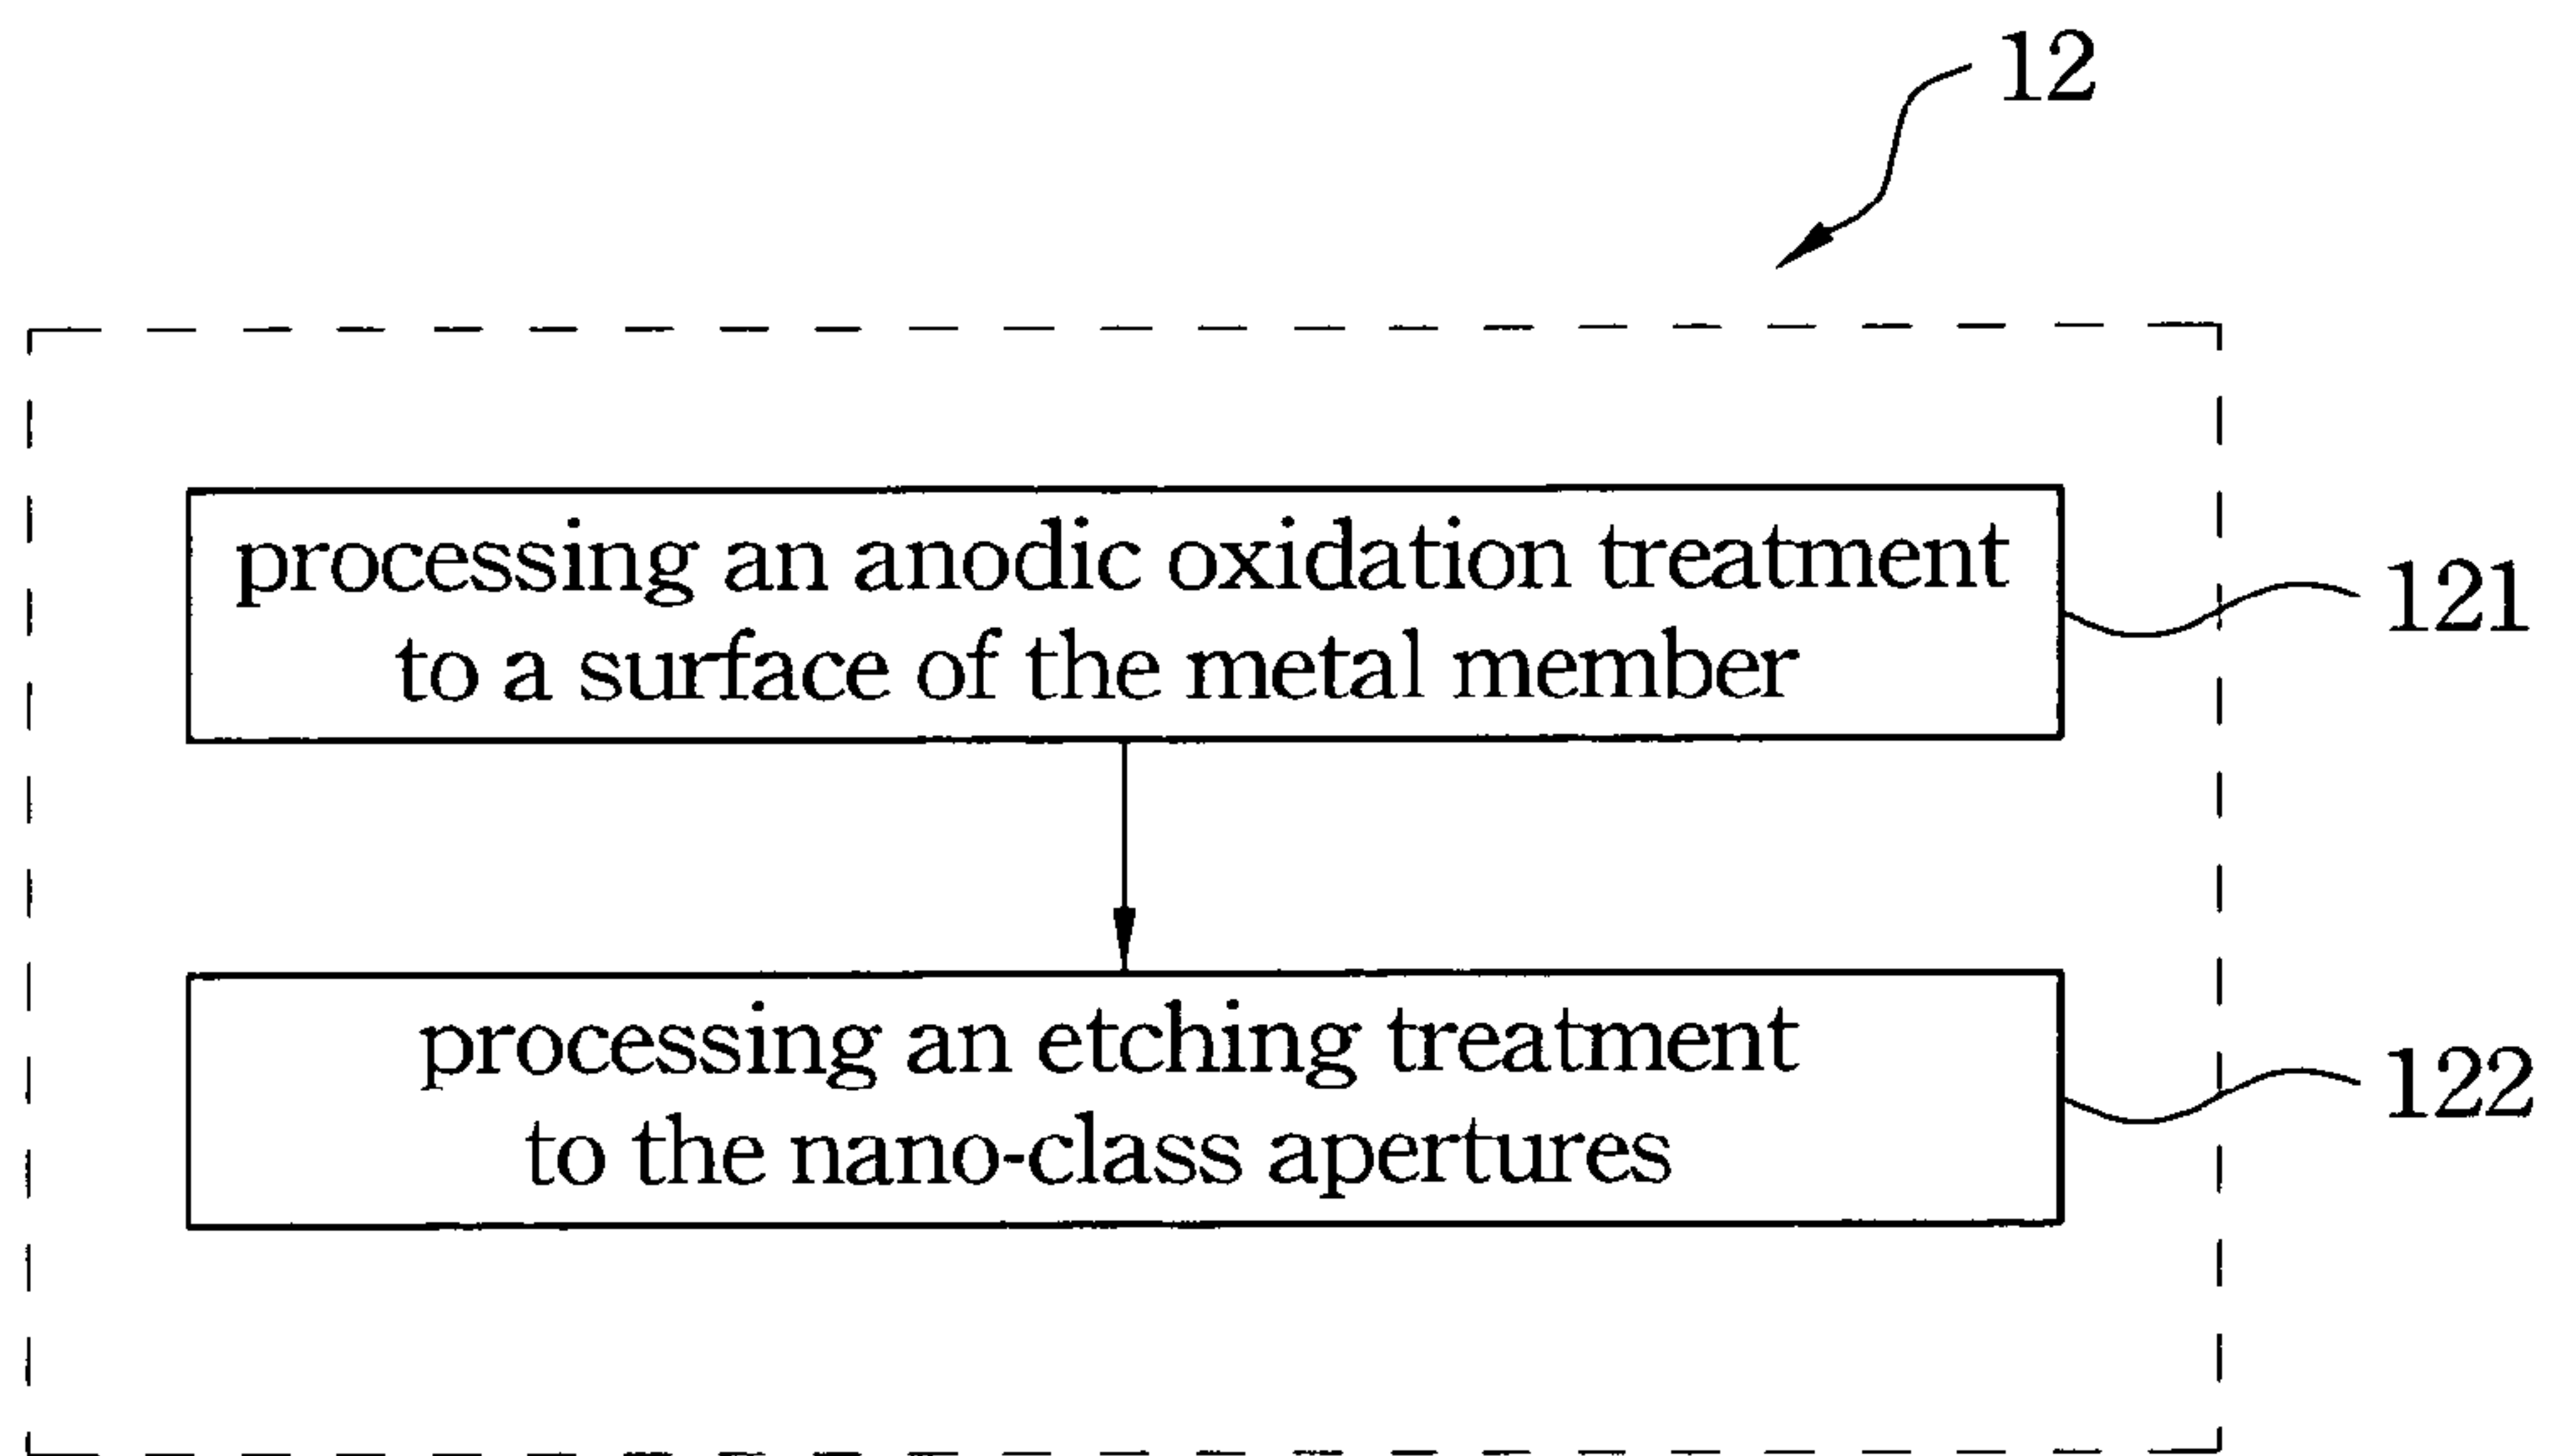 12
processing an anodic oxidation treatment
to a surface of the metal member
121
processing an etching treatment
to the nano-class apertures
122